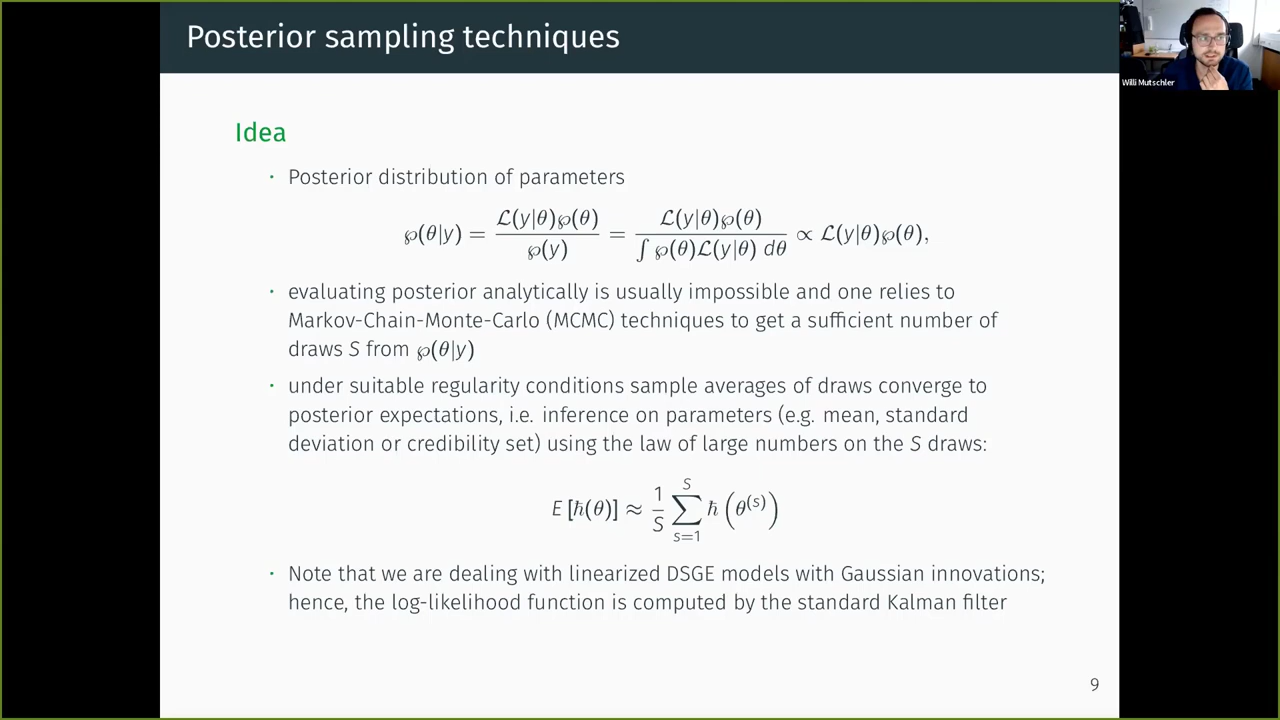 Posterior sampling techniques
Willi Mutschler
Idea
· Posterior distribution of parameters
℘(θ|y) = ℒ(y|θ)℘(θ) / ℘(y) = ℒ(y|θ)℘(θ) / ∫ ℘(θ)ℒ(y|θ) dθ ∝ ℒ(y|θ)℘(θ),
· evaluating posterior analytically is usually impossible and one relies to
Markov-Chain-Monte-Carlo (MCMC) techniques to get a sufficient number of
draws S from ℘(θ|y)
· under suitable regularity conditions sample averages of draws converge to
posterior expectations, i.e. inference on parameters (e.g. mean, standard
deviation or credibility set) using the law of large numbers on the S draws:
E [ħ(θ)] ≈ 1/S ∑_{s=1}^{S} ħ (θ^{(s)})
· Note that we are dealing with linearized DSGE models with Gaussian innovations;
hence, the log-likelihood function is computed by the standard Kalman filter
9